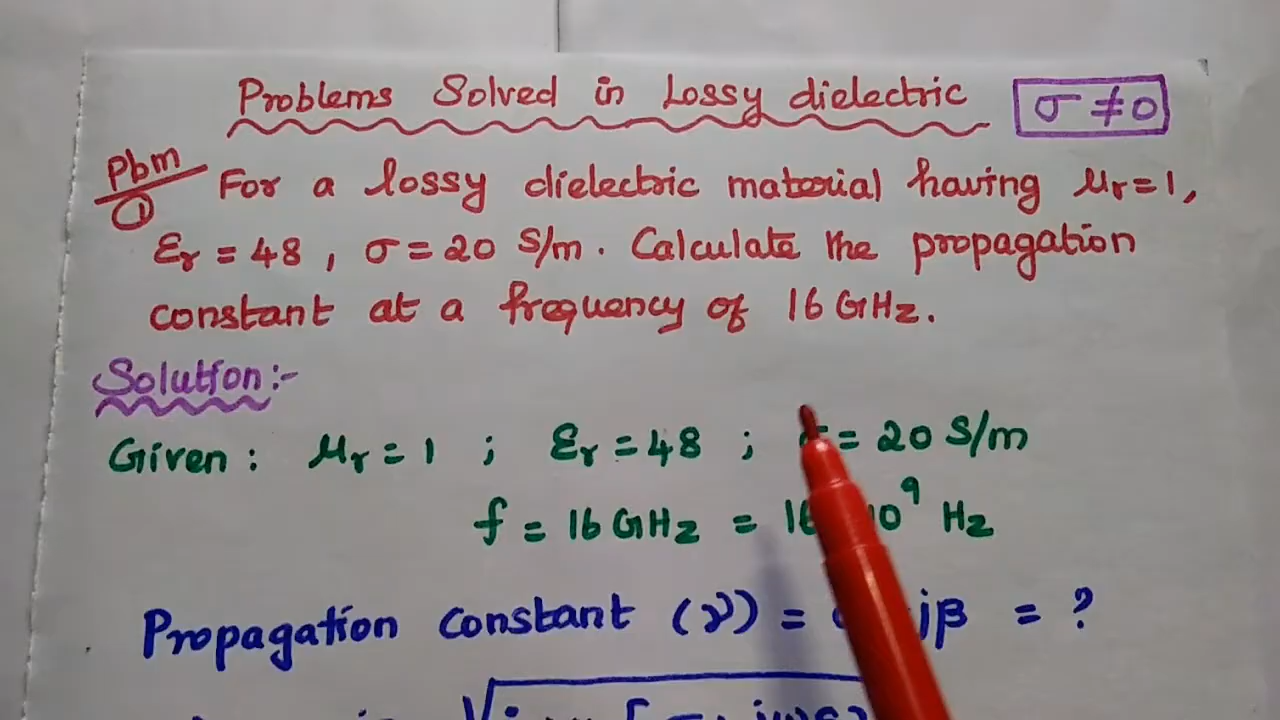 Problems Solved in Lossy dielectric σ ≠ 0
Pbm 1 For a lossy dielectric material having μr = 1,
εr = 48 , σ = 20 S/m . Calculate the propagation
constant at a frequency of 16 GHz.
Solution:-
Given : μr = 1 ; εr = 48 ; = 20 S/m
f = 16 GHz = 10⁹ Hz
Propagation constant (γ) = jβ = ?